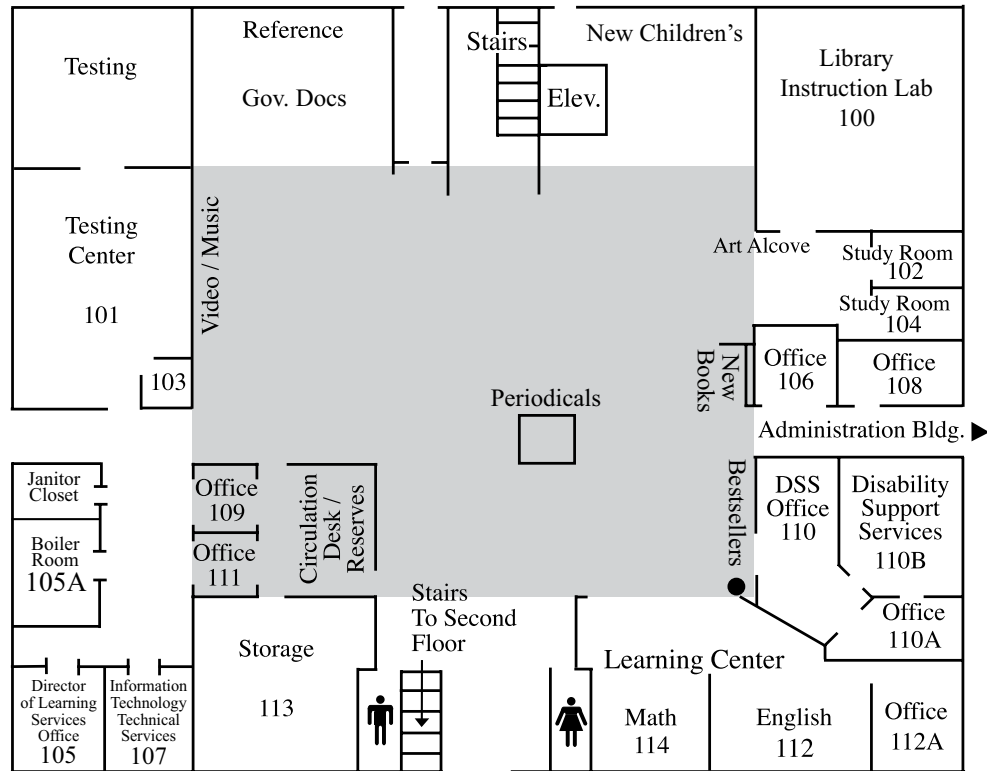 Testing
Reference
Gov. Docs
Stairs
Elev.
New Children's
Library
Instruction Lab
100
Testing
Center
101
103
Video / Music
Art Alcove
Study Room
102
Study Room
104
New
Books
Office
106
Office
108
Periodicals
Administration Bldg.
Janitor
Closet
Boiler
Room
105A
Office
109
Office
111
Circulation
Desk /
Reserves
Bestsellers
DSS
Office
110
Disability
Support
Services
110B
Office
110A
Stairs
To Second
Floor
Storage
113
Learning Center
Director
of Learning
Services
Office
105
Information
Technology
Technical
Services
107
Math
114
English
112
Office
112A